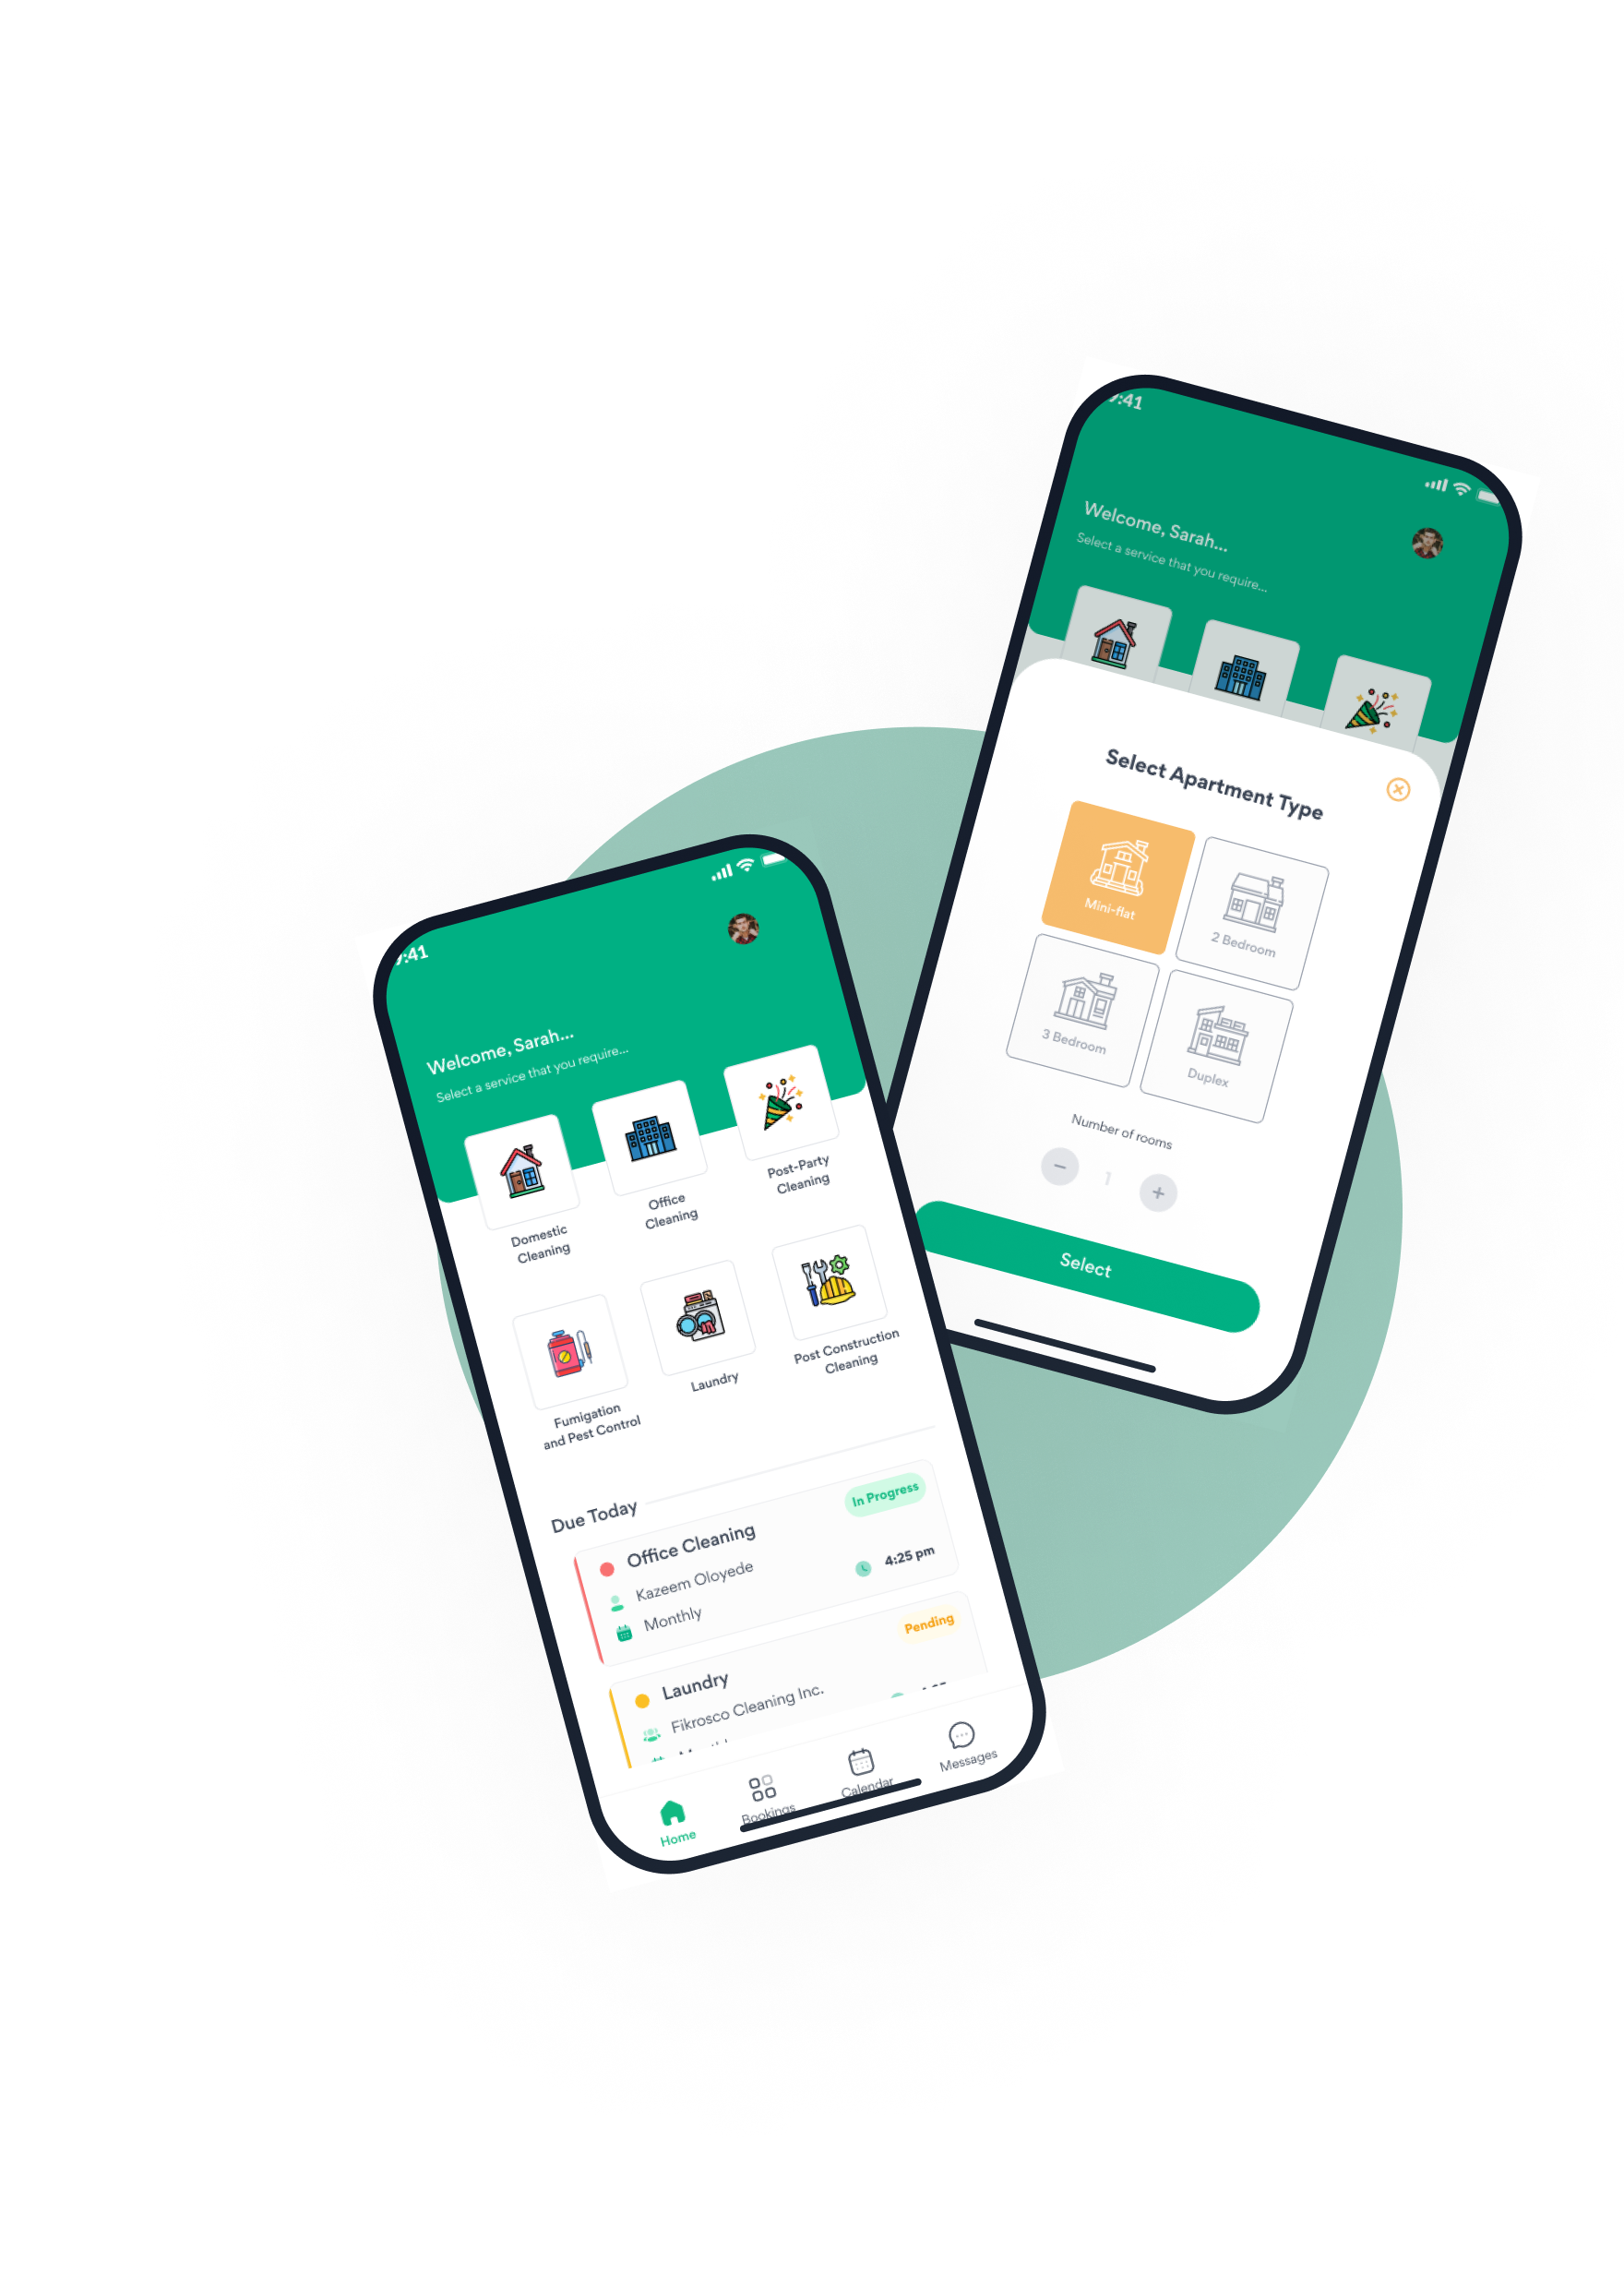 :41
Welcome, Sarah...
Select a service that you require...
Domestic
Cleaning
Office
Cleaning
Post-Party
Cleaning
Fumigation
and Pest Control
Laundry
Post Construction
Cleaning
Due Today
Office Cleaning
In Progress
Kazeem Oloyede
4:25 pm
Monthly
Laundry
Pending
Fikrosco Cleaning Inc.
Home
Bookings
Calendar
Messages
9:41
Welcome, Sarah...
Select a service that you require...
Select Apartment Type
Mini-flat
2 Bedroom
3 Bedroom
Duplex
Number of rooms
1
Select